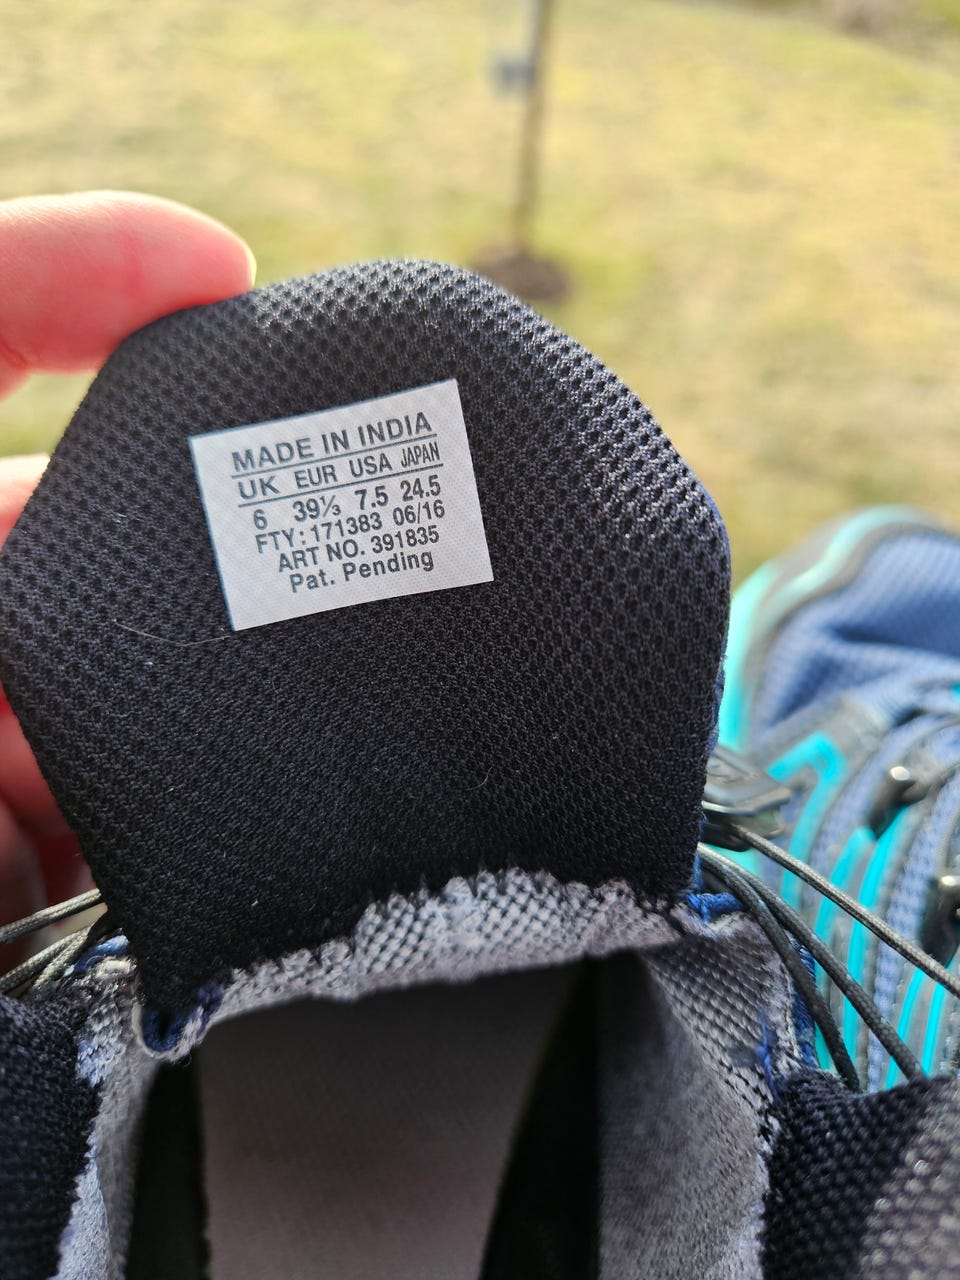 MADE IN INDIA
UK EUR USA JAPAN
6 39⅓ 7.5 24.5
FTY: 171383 06/16
ART NO. 391835
Pat. Pending